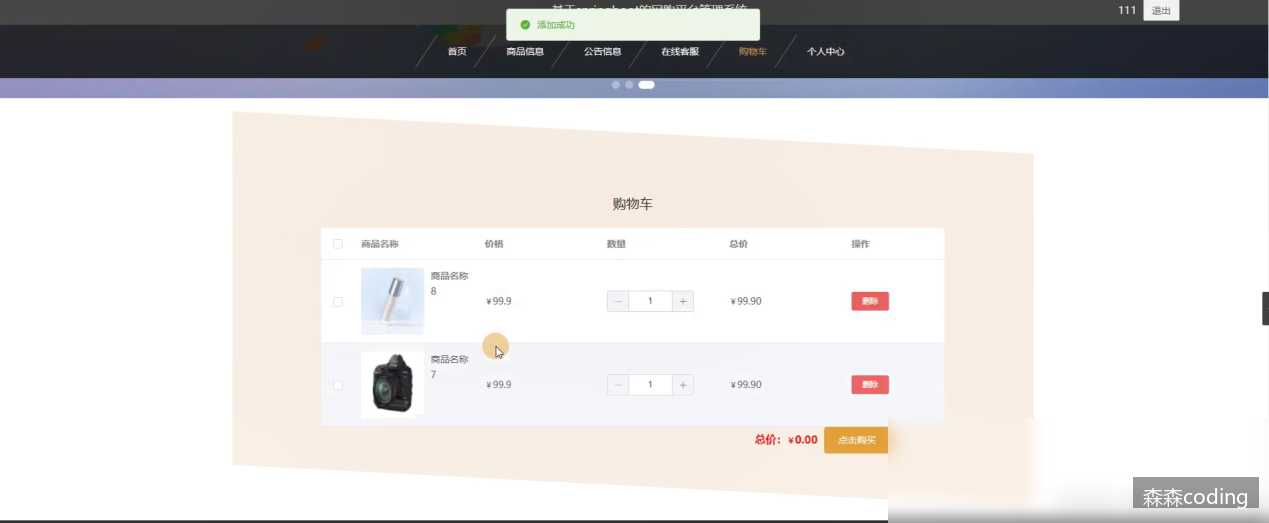 基于springboot的网购平台管理系统
111 退出
添加成功
首页 商品信息 公告信息 在线客服 购物车 个人中心
购物车
商品名称 价格 数量 总价 操作
商品名称
8
¥99.9 − 1 + ¥99.90 删除
商品名称
7
¥99.9 − 1 + ¥99.90 删除
总价：¥0.00 点击购买
森森coding